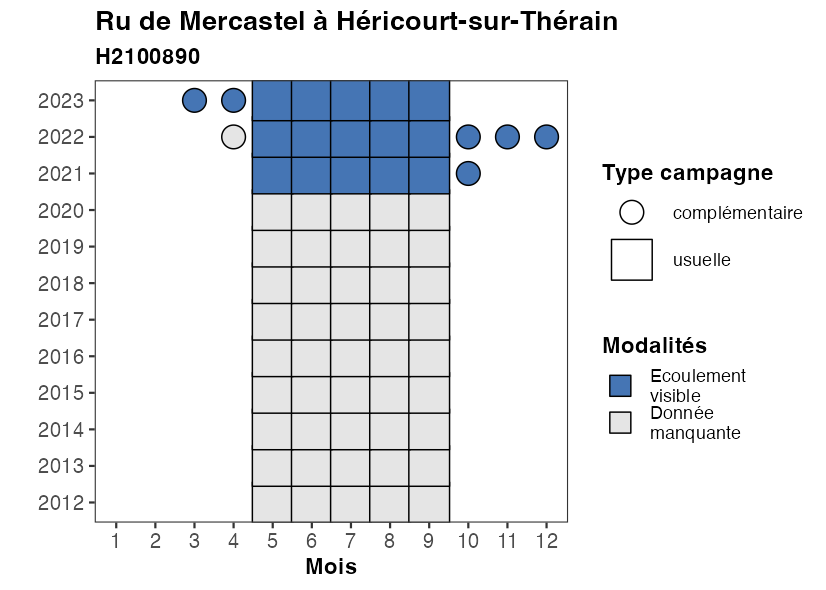 Ru de Mercastel à Héricourt-sur-Thérain
H2100890
2023
2022
2021
2020
2019
2018
2017
2016
2015
2014
2013
2012
1 2 3 4 5 6 7 8 9 10 11 12
Mois
Type campagne
complémentaire
usuelle
Modalités
Ecoulement
visible
Donnée
manquante